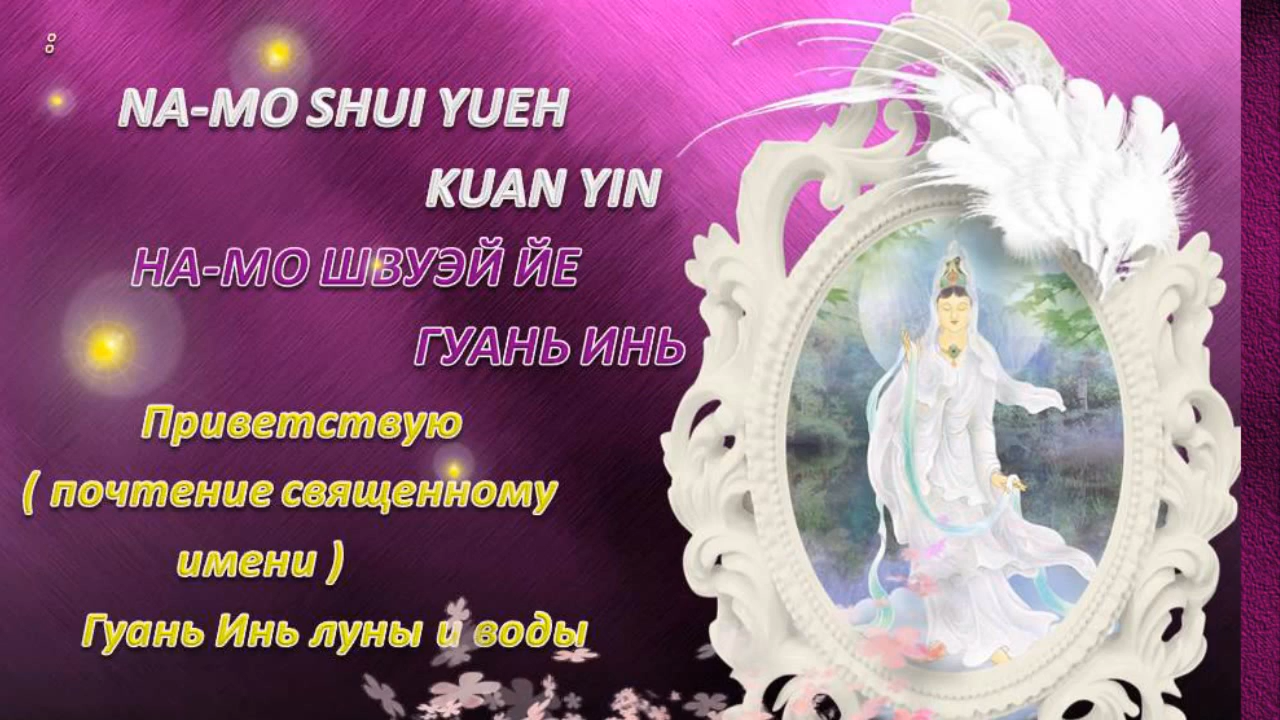 :
NA-MO SHUI YUEH
KUAN YIN
НА-МО ШВУЭЙ ЙЕ
ГУАНЬ ИНЬ
Приветствую
( почтение священному
имени )
Гуань Инь луны и воды